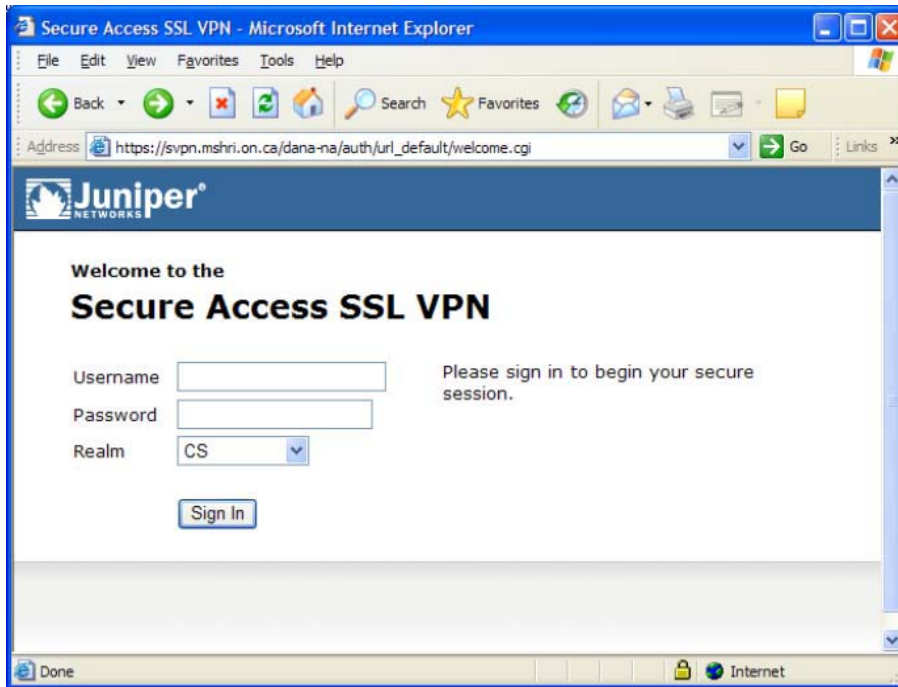 Secure Access SSL VPN - Microsoft Internet Explorer
File Edit View Favorites Tools Help
Back Search Favorites
Address https://svpn.mshri.on.ca/dana-na/auth/url_default/welcome.cgi Go Links »
Juniper®
NETWORKS
Welcome to the
Secure Access SSL VPN
Username
Password
Realm CS
Please sign in to begin your secure
session.
Sign In
Done Internet